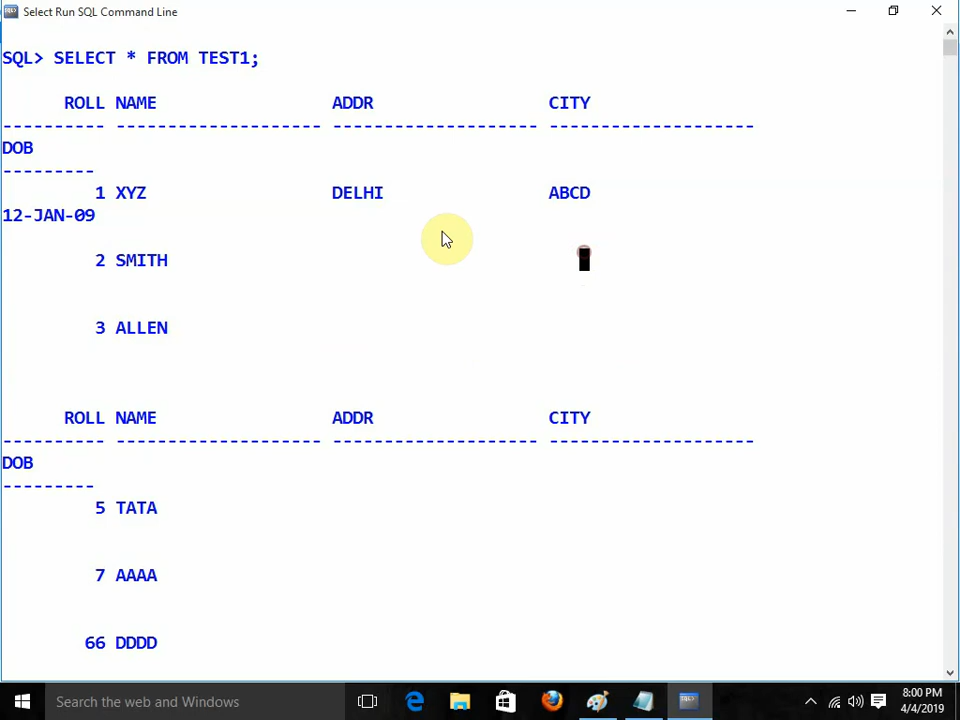 Select Run SQL Command Line
SQL> SELECT * FROM TEST1;
ROLL NAME ADDR CITY
---------- -------------------- -------------------- --------------------
DOB
---------
1 XYZ DELHI ABCD
12-JAN-09
2 SMITH
3 ALLEN
ROLL NAME ADDR CITY
---------- -------------------- -------------------- --------------------
DOB
---------
5 TATA
7 AAAA
66 DDDD
Search the web and Windows
8:00 PM
4/4/2019